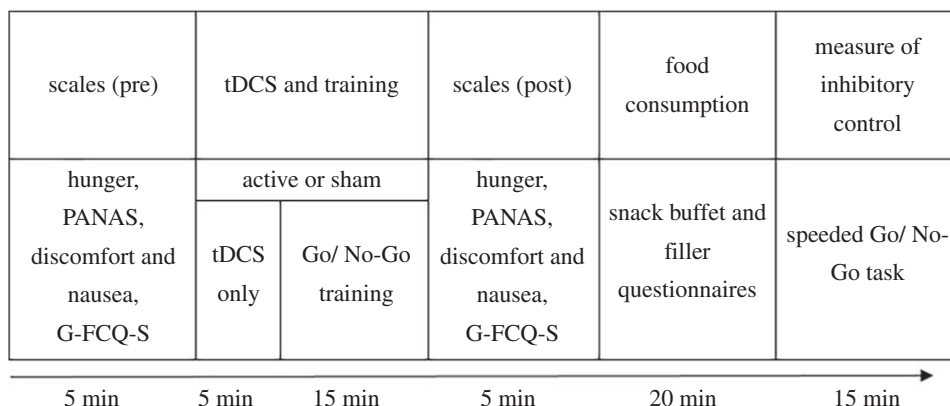 scales (pre)
tDCS and training
scales (post)
food
consumption
measure of
inhibitory
control
hunger,
PANAS,
discomfort and
nausea,
G-FCQ-S
active or sham
tDCS
only
Go/ No-Go
training
hunger,
PANAS,
discomfort and
nausea,
G-FCQ-S
snack buffet and
filler
questionnaires
speeded Go/ No-
Go task
5 min
5 min
15 min
5 min
20 min
15 min